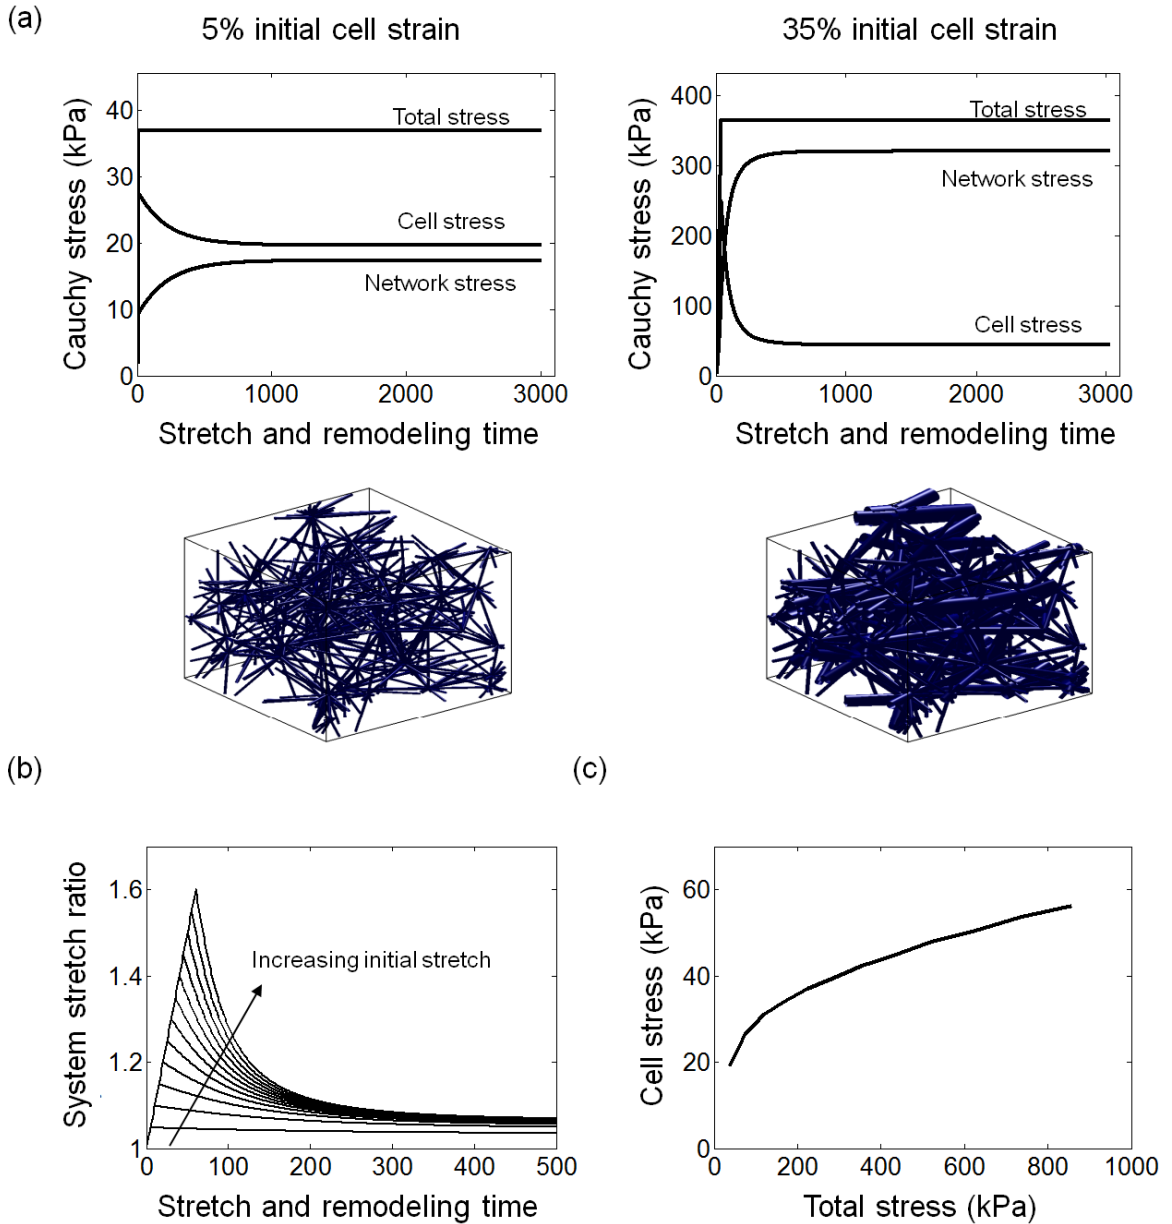 (a)
5% initial cell strain
35% initial cell strain
Cauchy stress (kPa)
40
30
20
10
0
Total stress
Cell stress
Network stress
0
1000
2000
3000
Stretch and remodeling time
Cauchy stress (kPa)
400
300
200
100
0
Total stress
Network stress
Cell stress
0
1000
2000
3000
Stretch and remodeling time
(b)
System stretch ratio
1.6
1.4
1.2
1
Increasing initial stretch
0
100
200
300
400
500
Stretch and remodeling time
(c)
Cell stress (kPa)
60
40
20
0
0
200
400
600
800
1000
Total stress (kPa)